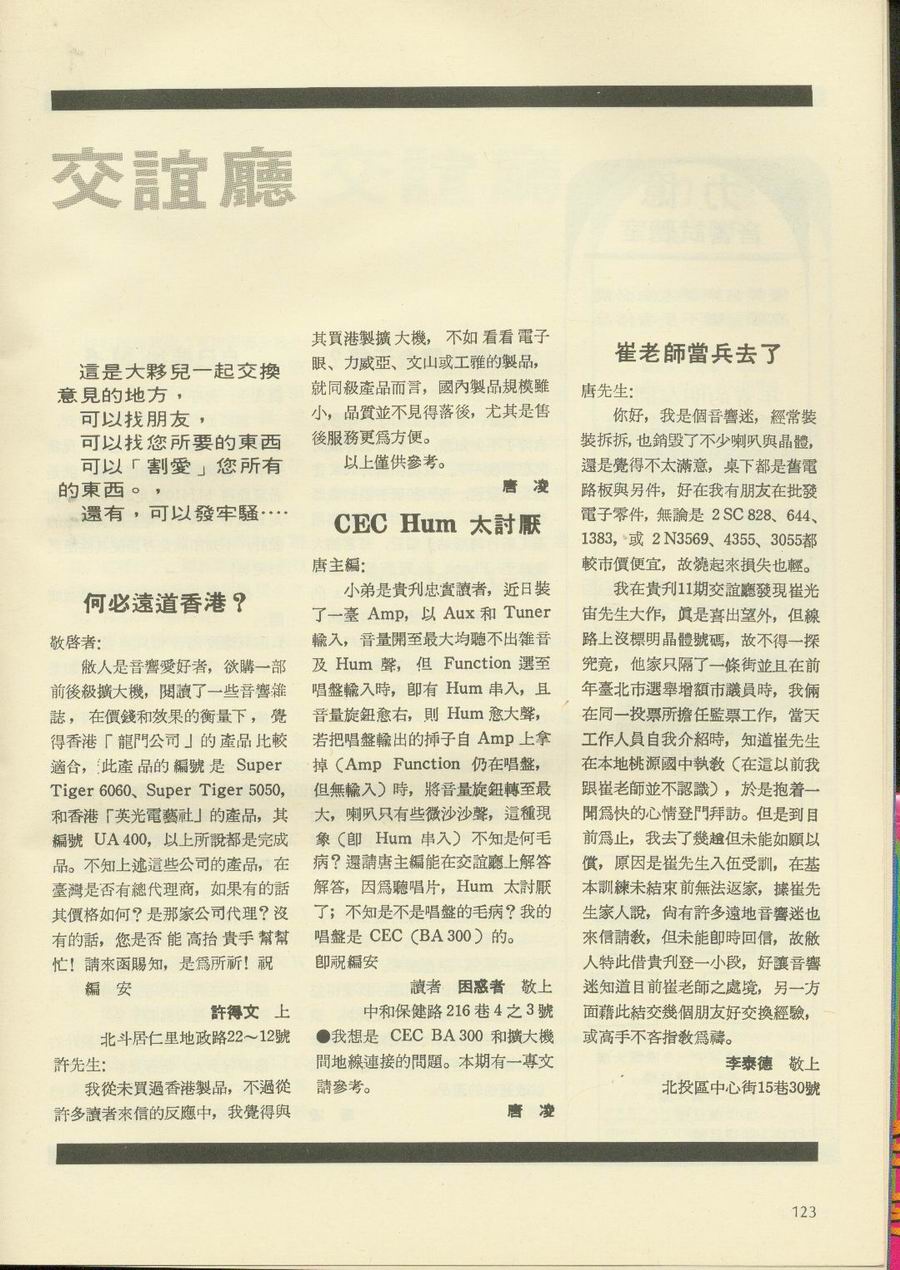 交誼廳
這是大夥兒一起交換
意見的地方，
可以找朋友，
可以找您所要的東西
可以「割愛」您所有
的東西。，
還有，可以發牢騷‥‥
何必遠道香港？
敬啓者:
敝人是音響愛好者，欲購一部
前後級擴大機，閱讀了一些音響雜
誌，在價錢和效果的衡量下，覺
得香港「龍門公司」的產品比較
適合，此產品的編號是 Super
Tiger 6060、Super Tiger 5050,
和香港「英光電藝社」的產品，其
編號 UA400，以上所說都是完成
品。不知上述這些公司的產品，在
臺灣是否有總代理商，如果有的話
其價格如何？是那家公司代理？沒
有的話，您是否能高抬貴手幫幫
忙！請來函賜知，是爲所祈！祝
編 安
許得文 上
北斗居仁里地政路22～12號
許先生:
我從未買過香港製品，不過從
許多讀者來信的反應中，我覺得與
其買港製擴大機，不如看看電子
眼、力威亞、文山或工雅的製品，
就同級產品而言，國內製品規模雖
小，品質並不見得落後，尤其是售
後服務更爲方便。
以上僅供參考。
唐 凌
CEC Hum 太討厭
唐主編:
小弟是貴刋忠實讀者，近日裝
了一臺 Amp，以 Aux 和 Tuner
輸入，音量開至最大均聽不出雜音
及 Hum 聲，但 Function 選至
唱盤輸入時，卽有 Hum 串入，且
音量旋鈕愈右，則 Hum 愈大聲，
若把唱盤輸出的揷子自 Amp 上拿
掉（Amp Function 仍在唱盤，
但無輸入）時，將音量旋鈕轉至最
大，喇叭只有些微沙沙聲，這種現
象（卽 Hum 串入）不知是何毛
病？還請唐主編能在交誼廳上解答
解答，因爲聽唱片，Hum 太討厭
了；不知是不是唱盤的毛病？我的
唱盤是 CEC（BA300）的。
卽祝編安
讀者 困惑者 敬上
中和保健路216巷4之3號
●我想是 CEC BA300 和擴大機
間地線連接的問題。本期有一專文
請參考。
唐 凌
崔老師當兵去了
唐先生:
你好，我是個音響迷，經常裝
裝拆拆，也銷毀了不少喇叭與晶體，
還是覺得不太滿意，桌下都是舊電
路板與另件，好在我有朋友在批發
電子零件，無論是 2SC828、644、
1383，或 2N3569、4355、3055都
較市價便宜，故燒起來損失也輕。
我在貴刋11期交誼廳發現崔光
宙先生大作，眞是喜出望外，但線
路上沒標明晶體號碼，故不得一探
究竟，他家只隔了一條街並且在前
年臺北市選舉增額市議員時，我倆
在同一投票所擔任監票工作，當天
工作人員自我介紹時，知道崔先生
在本地桃源國中執教（在這以前我
跟崔老師並不認識），於是抱着一
聞爲快的心情登門拜訪。但是到目
前爲止，我去了幾趟但未能如願以
償，原因是崔先生入伍受訓，在基
本訓練未結束前無法返家，據崔先
生家人說，尙有許多遠地音響迷也
來信請教，但未能卽時回信，故敝
人特此借貴刋登一小段，好讓音響
迷知道目前崔老師之處境，另一方
面藉此結交幾個朋友好交換經驗，
或高手不吝指教爲禱。
李泰德 敬上
北投區中心街15巷30號
123